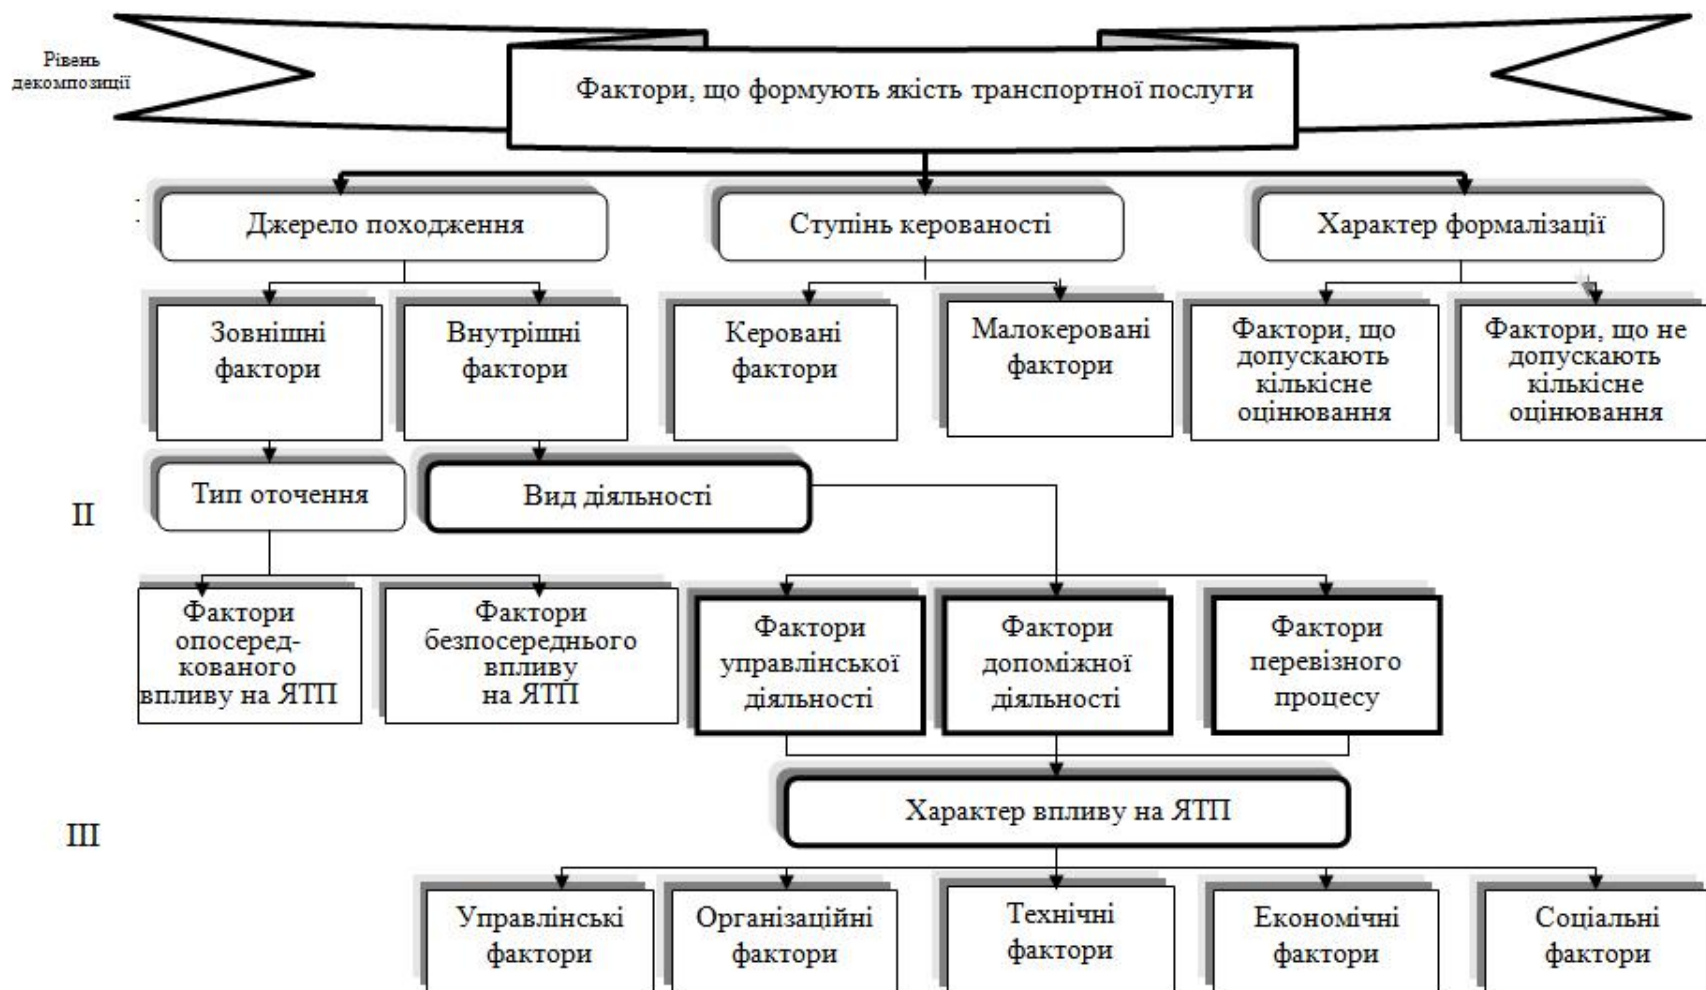 Рівень
декомпозиції
Фактори, що формують якість транспортної послуги
Джерело походження
Ступінь керованості
Характер формалізації
Зовнішні
фактори
Внутрішні
фактори
Керовані
фактори
Малокеровані
фактори
Фактори, що
допускають
кількісне
оцінювання
Фактори, що не
допускають
кількісне
оцінювання
II
Тип оточення
Вид діяльності
Фактори
опосеред-
кованого
впливу на ЯТП
Фактори
безпосереднього
впливу
на ЯТП
Фактори
управлінської
діяльності
Фактори
допоміжної
діяльності
Фактори
перевізного
процесу
III
Характер впливу на ЯТП
Управлінські
фактори
Організаційні
фактори
Технічні
фактори
Економічні
фактори
Соціальні
фактори